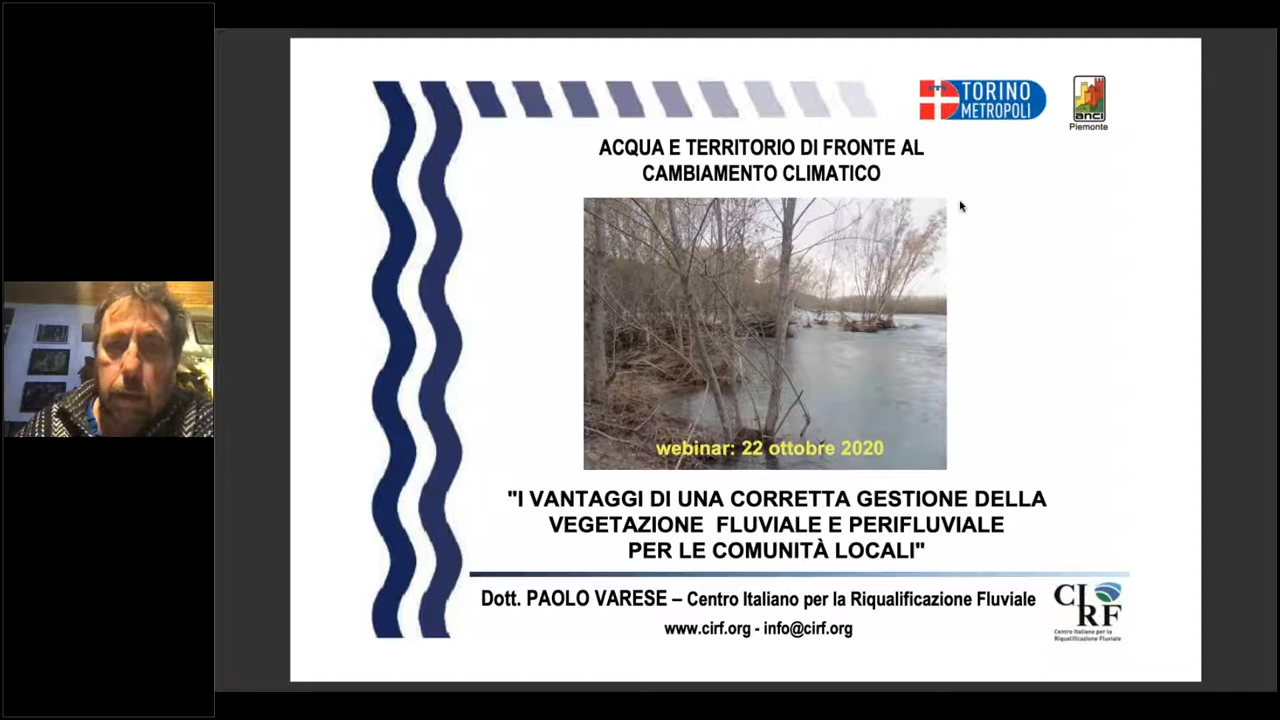 TORINO
METROPOLI
anci
Piemonte
ACQUA E TERRITORIO DI FRONTE AL
CAMBIAMENTO CLIMATICO
webinar: 22 ottobre 2020
"I VANTAGGI DI UNA CORRETTA GESTIONE DELLA
VEGETAZIONE FLUVIALE E PERIFLUVIALE
PER LE COMUNITÀ LOCALI"
Dott. PAOLO VARESE – Centro Italiano per la Riqualificazione Fluviale
www.cirf.org - info@cirf.org
CIRF
Centro Italiano per la
Riqualificazione Fluviale